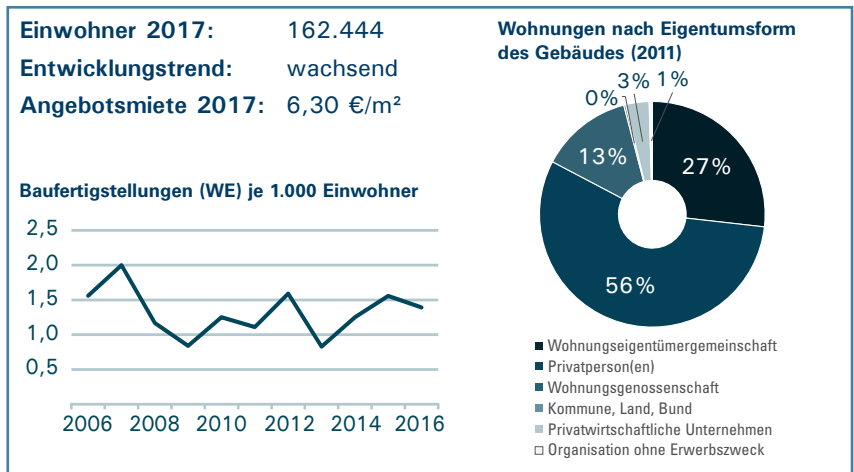 Einwohner 2017: 162.444
Entwicklungstrend: wachsend
Angebotsmiete 2017: 6,30 €/m²
Baufertigstellungen (WE) je 1.000 Einwohner
2,5
2,0
1,5
1,0
0,5
2006 2008 2010 2012 2014 2016
Wohnungen nach Eigentumsform
des Gebäudes (2011)
0% 3% 1%
13% 27%
56%
Wohnungseigentümergemeinschaft
Privatperson(en)
Wohnungsgenossenschaft
Kommune, Land, Bund
Privatwirtschaftliche Unternehmen
Organisation ohne Erwerbszweck